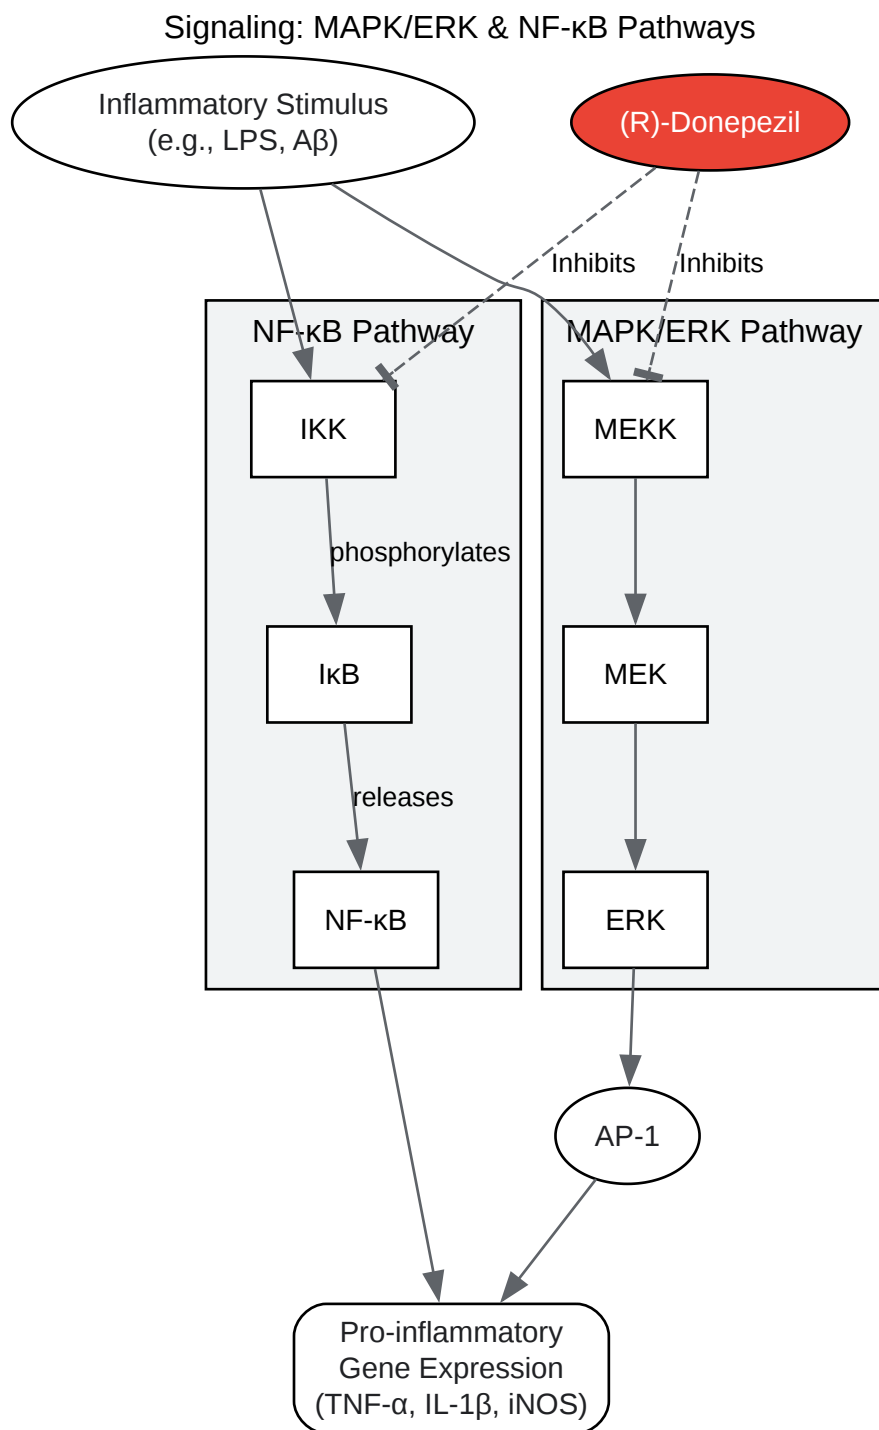 Signaling: MAPK/ERK & NF-κB Pathways
Inflammatory Stimulus
(e.g., LPS, Aβ)
(R)-Donepezil
Inhibits
Inhibits
NF-κB Pathway
MAPK/ERK Pathway
IKK
MEKK
phosphorylates
IκB
MEK
releases
NF-κB
ERK
AP-1
Pro-inflammatory
Gene Expression
(TNF-α, IL-1β, iNOS)